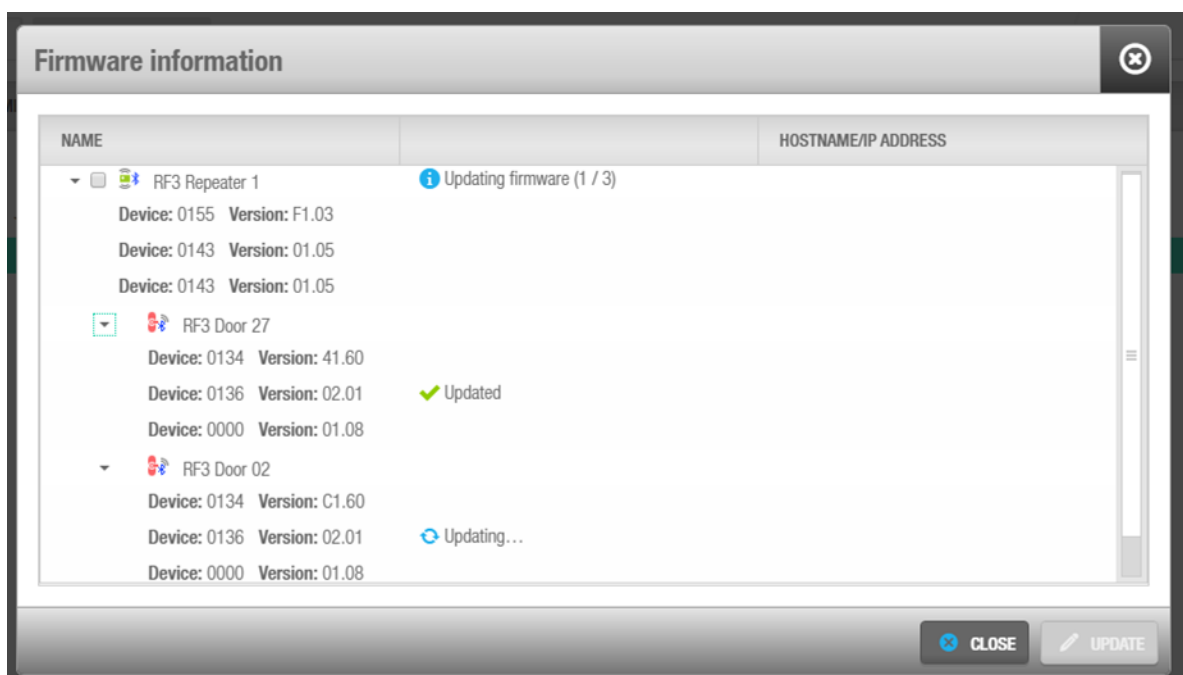 Firmware information
NAME HOSTNAME/IP ADDRESS
RF3 Repeater 1 Updating firmware (1 / 3)
Device: 0155 Version: F1.03
Device: 0143 Version: 01.05
Device: 0143 Version: 01.05
RF3 Door 27
Device: 0134 Version: 41.60
Device: 0136 Version: 02.01 Updated
Device: 0000 Version: 01.08
RF3 Door 02
Device: 0134 Version: C1.60
Device: 0136 Version: 02.01 Updating...
Device: 0000 Version: 01.08
CLOSE UPDATE